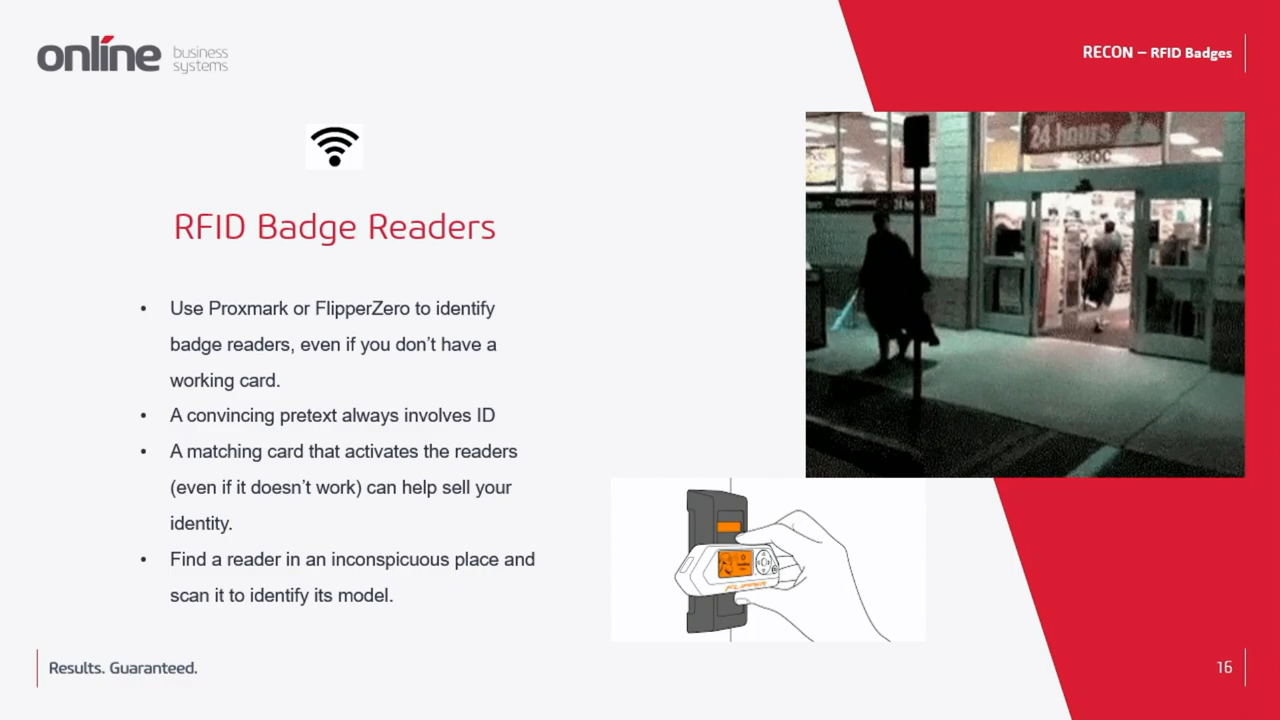 online business systems
RECON – RFID Badges
24 hours
2300
RFID Badge Readers
• Use Proxmark or FlipperZero to identify
badge readers, even if you don't have a
working card.
• A convincing pretext always involves ID
• A matching card that activates the readers
(even if it doesn't work) can help sell your
identity.
• Find a reader in an inconspicuous place and
scan it to identify its model.
FLIPPER
Results. Guaranteed.
16